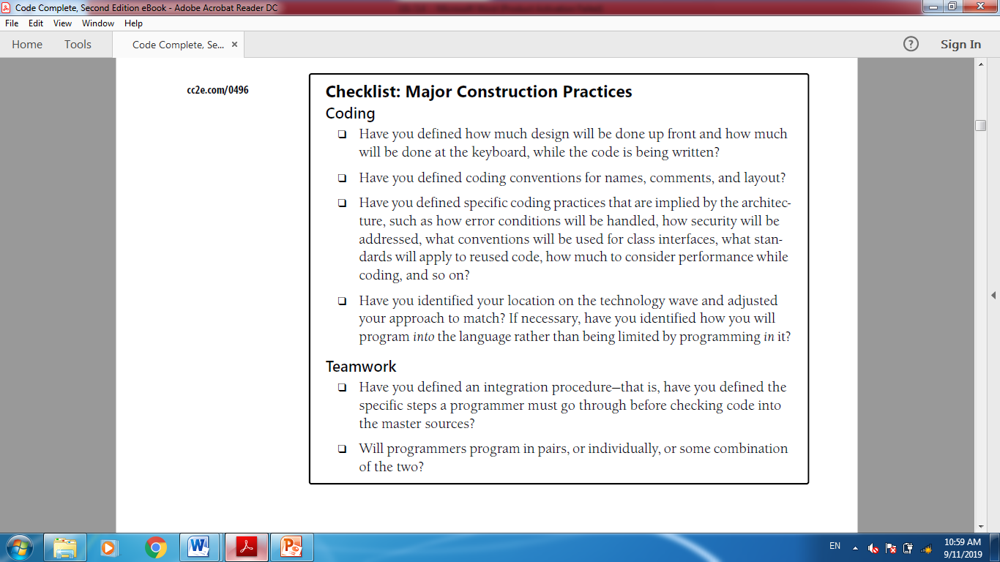 Code Complete, Second Edition eBook - Adobe Acrobat Reader DC
File Edit View Window Help
Home Tools Code Complete, Se... × ? Sign In
cc2e.com/0496
Checklist: Major Construction Practices
Coding
❏ Have you defined how much design will be done up front and how much
will be done at the keyboard, while the code is being written?
❏ Have you defined coding conventions for names, comments, and layout?
❏ Have you defined specific coding practices that are implied by the architec-
ture, such as how error conditions will be handled, how security will be
addressed, what conventions will be used for class interfaces, what stan-
dards will apply to reused code, how much to consider performance while
coding, and so on?
❏ Have you identified your location on the technology wave and adjusted
your approach to match? If necessary, have you identified how you will
program into the language rather than being limited by programming in it?
Teamwork
❏ Have you defined an integration procedure—that is, have you defined the
specific steps a programmer must go through before checking code into
the master sources?
❏ Will programmers program in pairs, or individually, or some combination
of the two?
EN
10:59 AM
9/11/2019